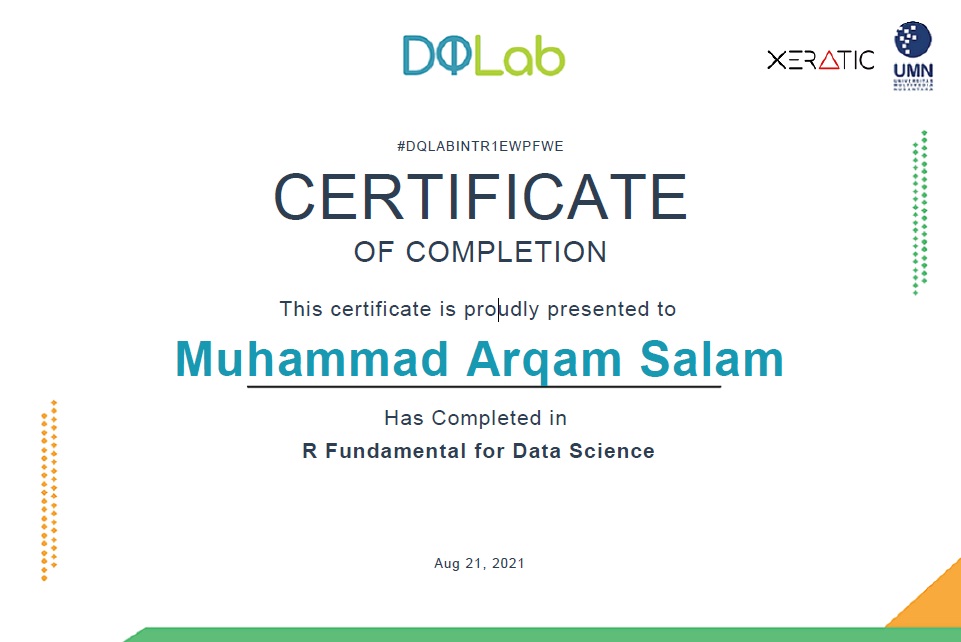 DQLab
XERATIC
UMN
UNIVERSITAS
MULTIMEDIA
NUSANTARA
#DQLABINTR1EWPFWE
CERTIFICATE
OF COMPLETION
This certificate is proudly presented to
Muhammad Arqam Salam
Has Completed in
R Fundamental for Data Science
Aug 21, 2021